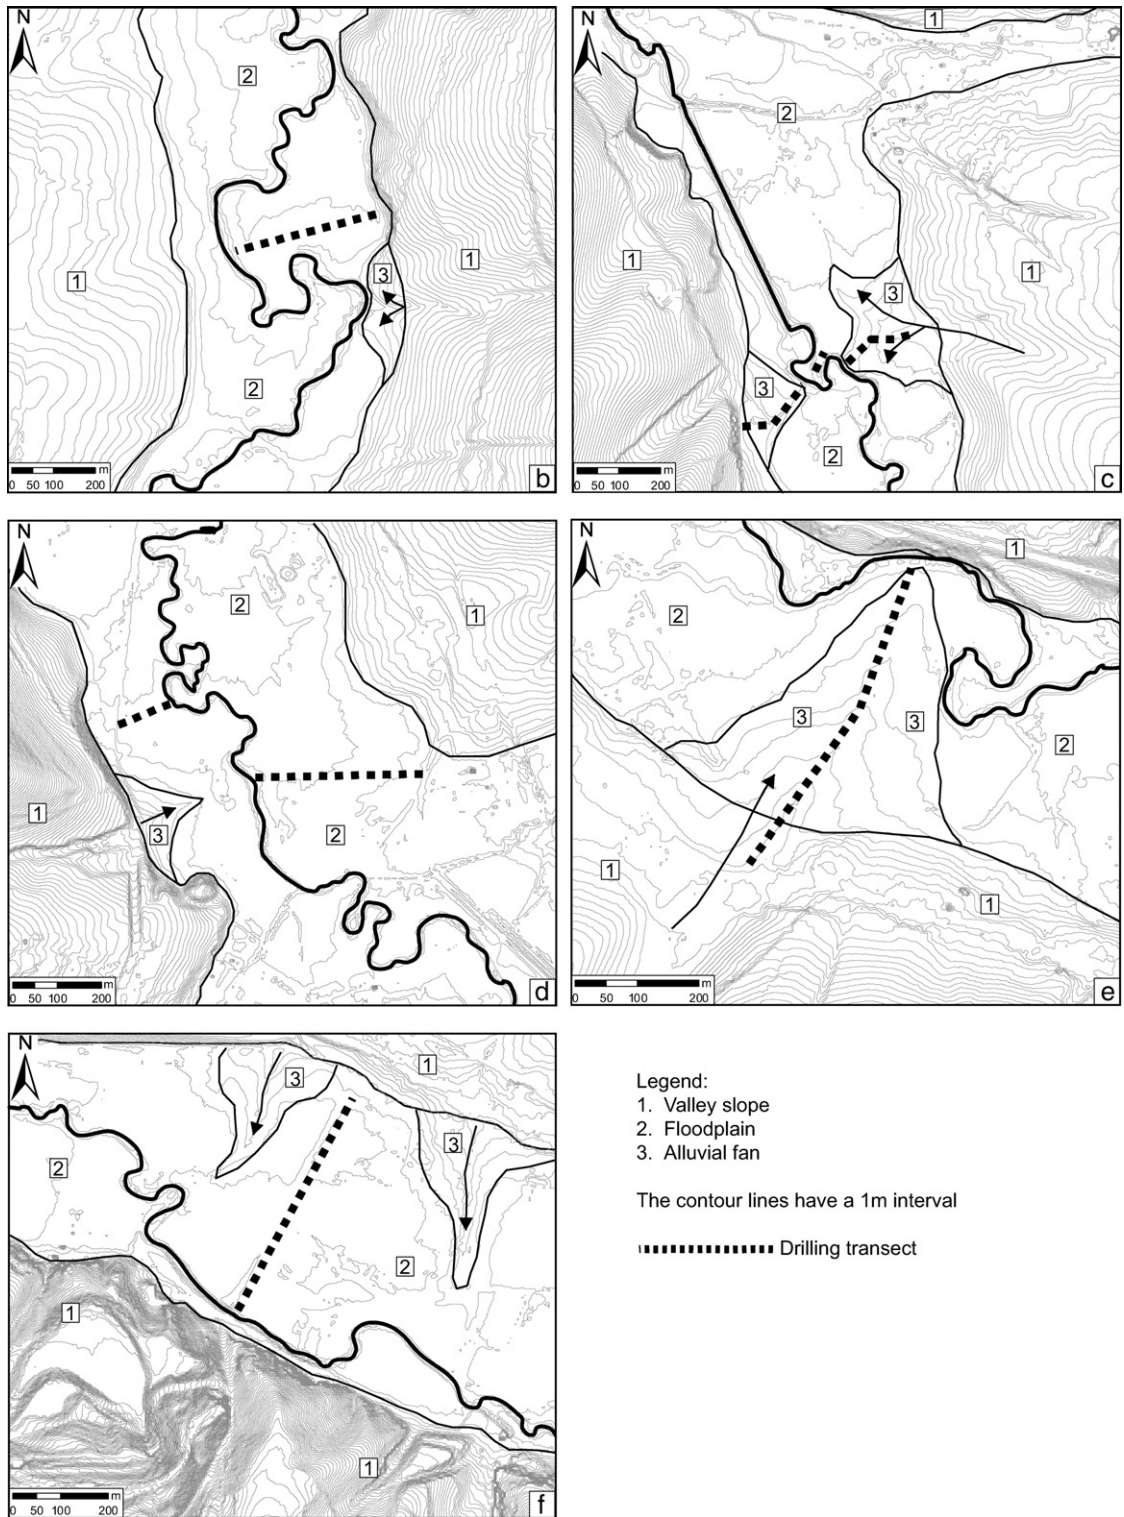 N
2
1
3
1
2
0 50 100 200 m
b
N
1
2
1
1
3
3
2
0 50 100 200 m
c
N
2
1
1
3
2
0 50 100 200 m
d
N
1
2
3
3
2
1
1
0 50 100 200 m
e
N
1
3
3
2
2
1
1
0 50 100 200 m
f
Legend:
1. Valley slope
2. Floodplain
3. Alluvial fan
The contour lines have a 1m interval
Drilling transect